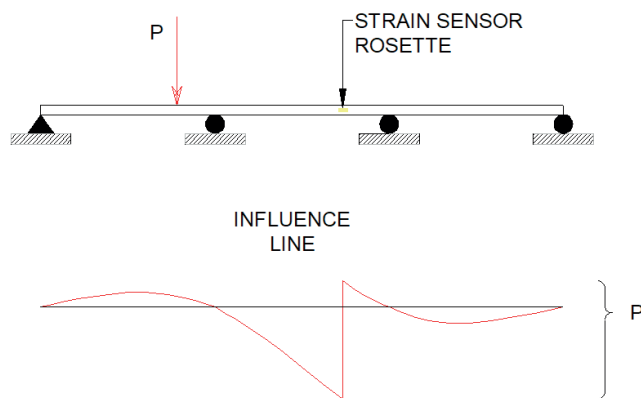 P
STRAIN SENSOR
ROSETTE
INFLUENCE
LINE
P